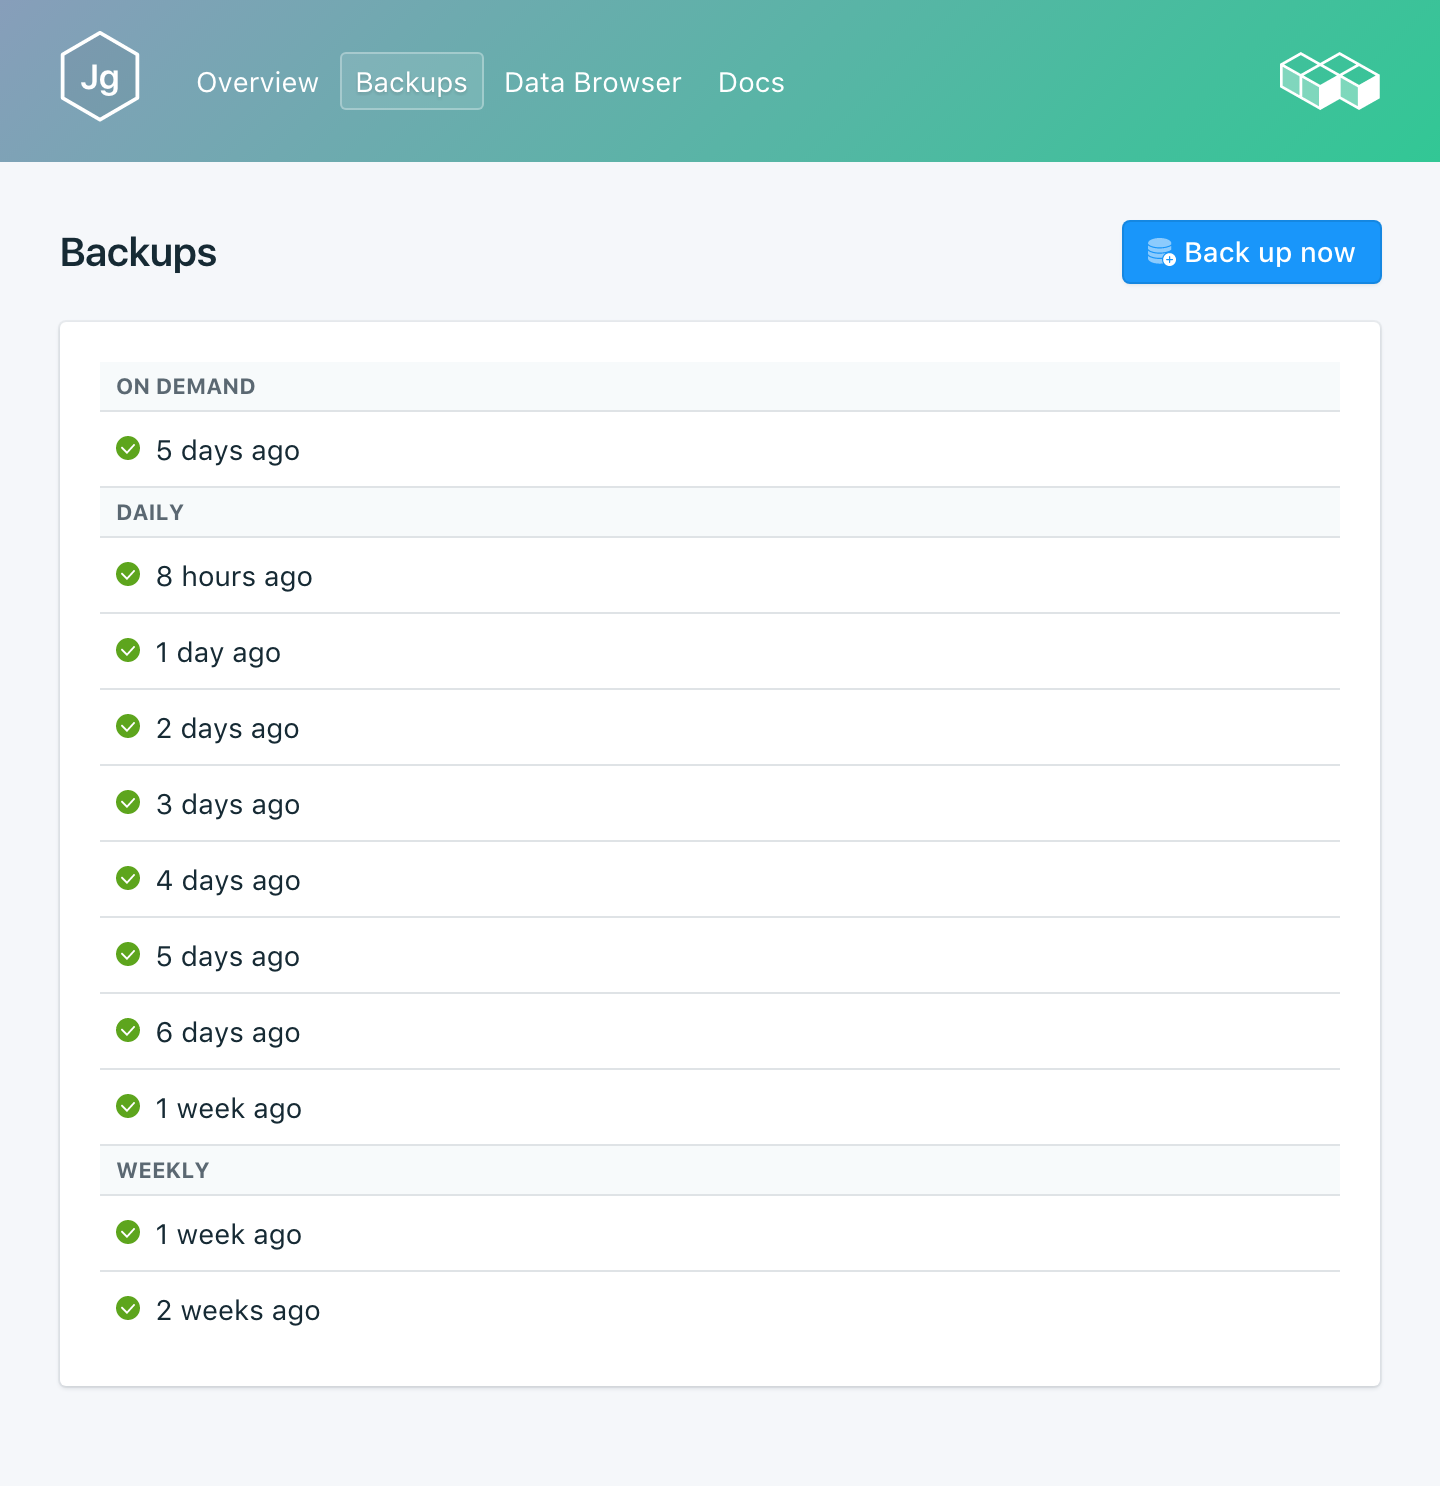 Jg
Overview Backups Data Browser Docs
Backups
Back up now
ON DEMAND
5 days ago
DAILY
8 hours ago
1 day ago
2 days ago
3 days ago
4 days ago
5 days ago
6 days ago
1 week ago
WEEKLY
1 week ago
2 weeks ago